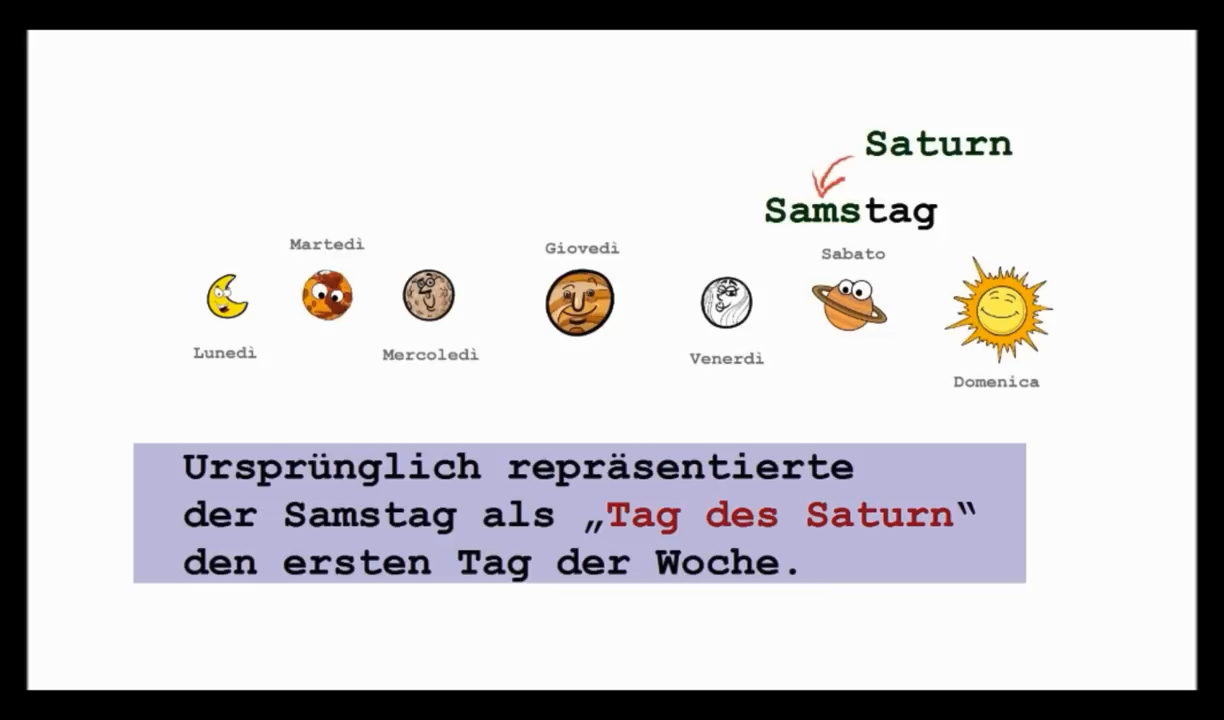 Saturn
Samstag
Martedì
Giovedì
Sabato
Lunedì
Mercoledì
Venerdì
Domenica
Ursprünglich repräsentierte
der Samstag als „Tag des Saturn“
den ersten Tag der Woche.